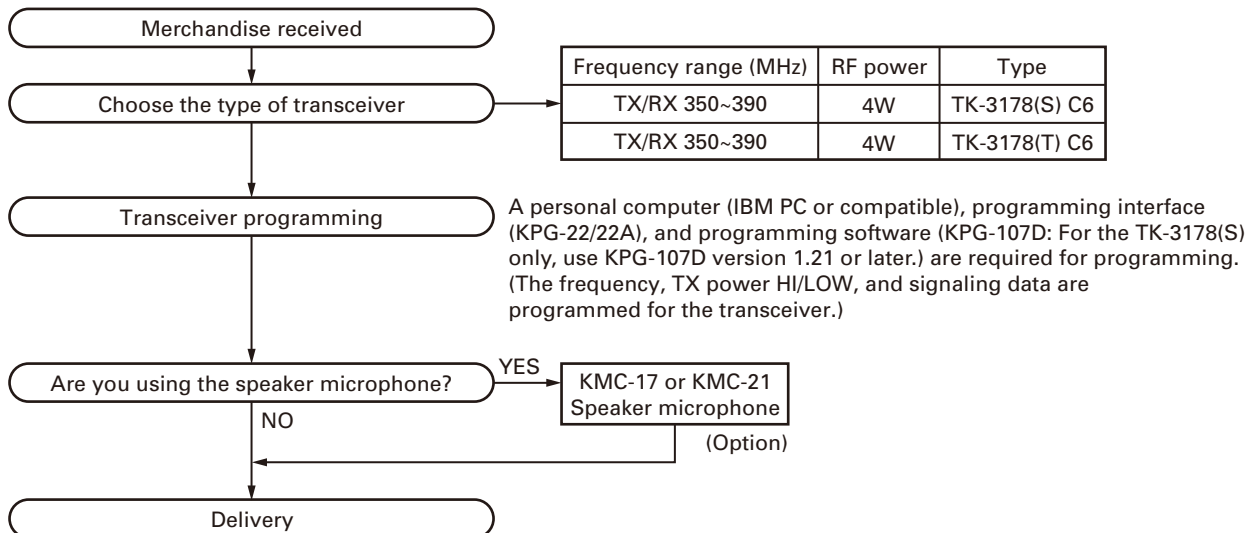 Merchandise received
Choose the type of transceiver
Frequency range (MHz) RF power Type
TX/RX 350~390 4W TK-3178(S) C6
TX/RX 350~390 4W TK-3178(T) C6
Transceiver programming
A personal computer (IBM PC or compatible), programming interface
(KPG-22/22A), and programming software (KPG-107D: For the TK-3178(S)
only, use KPG-107D version 1.21 or later.) are required for programming.
(The frequency, TX power HI/LOW, and signaling data are
programmed for the transceiver.)
Are you using the speaker microphone?
YES
KMC-17 or KMC-21
Speaker microphone
(Option)
NO
Delivery